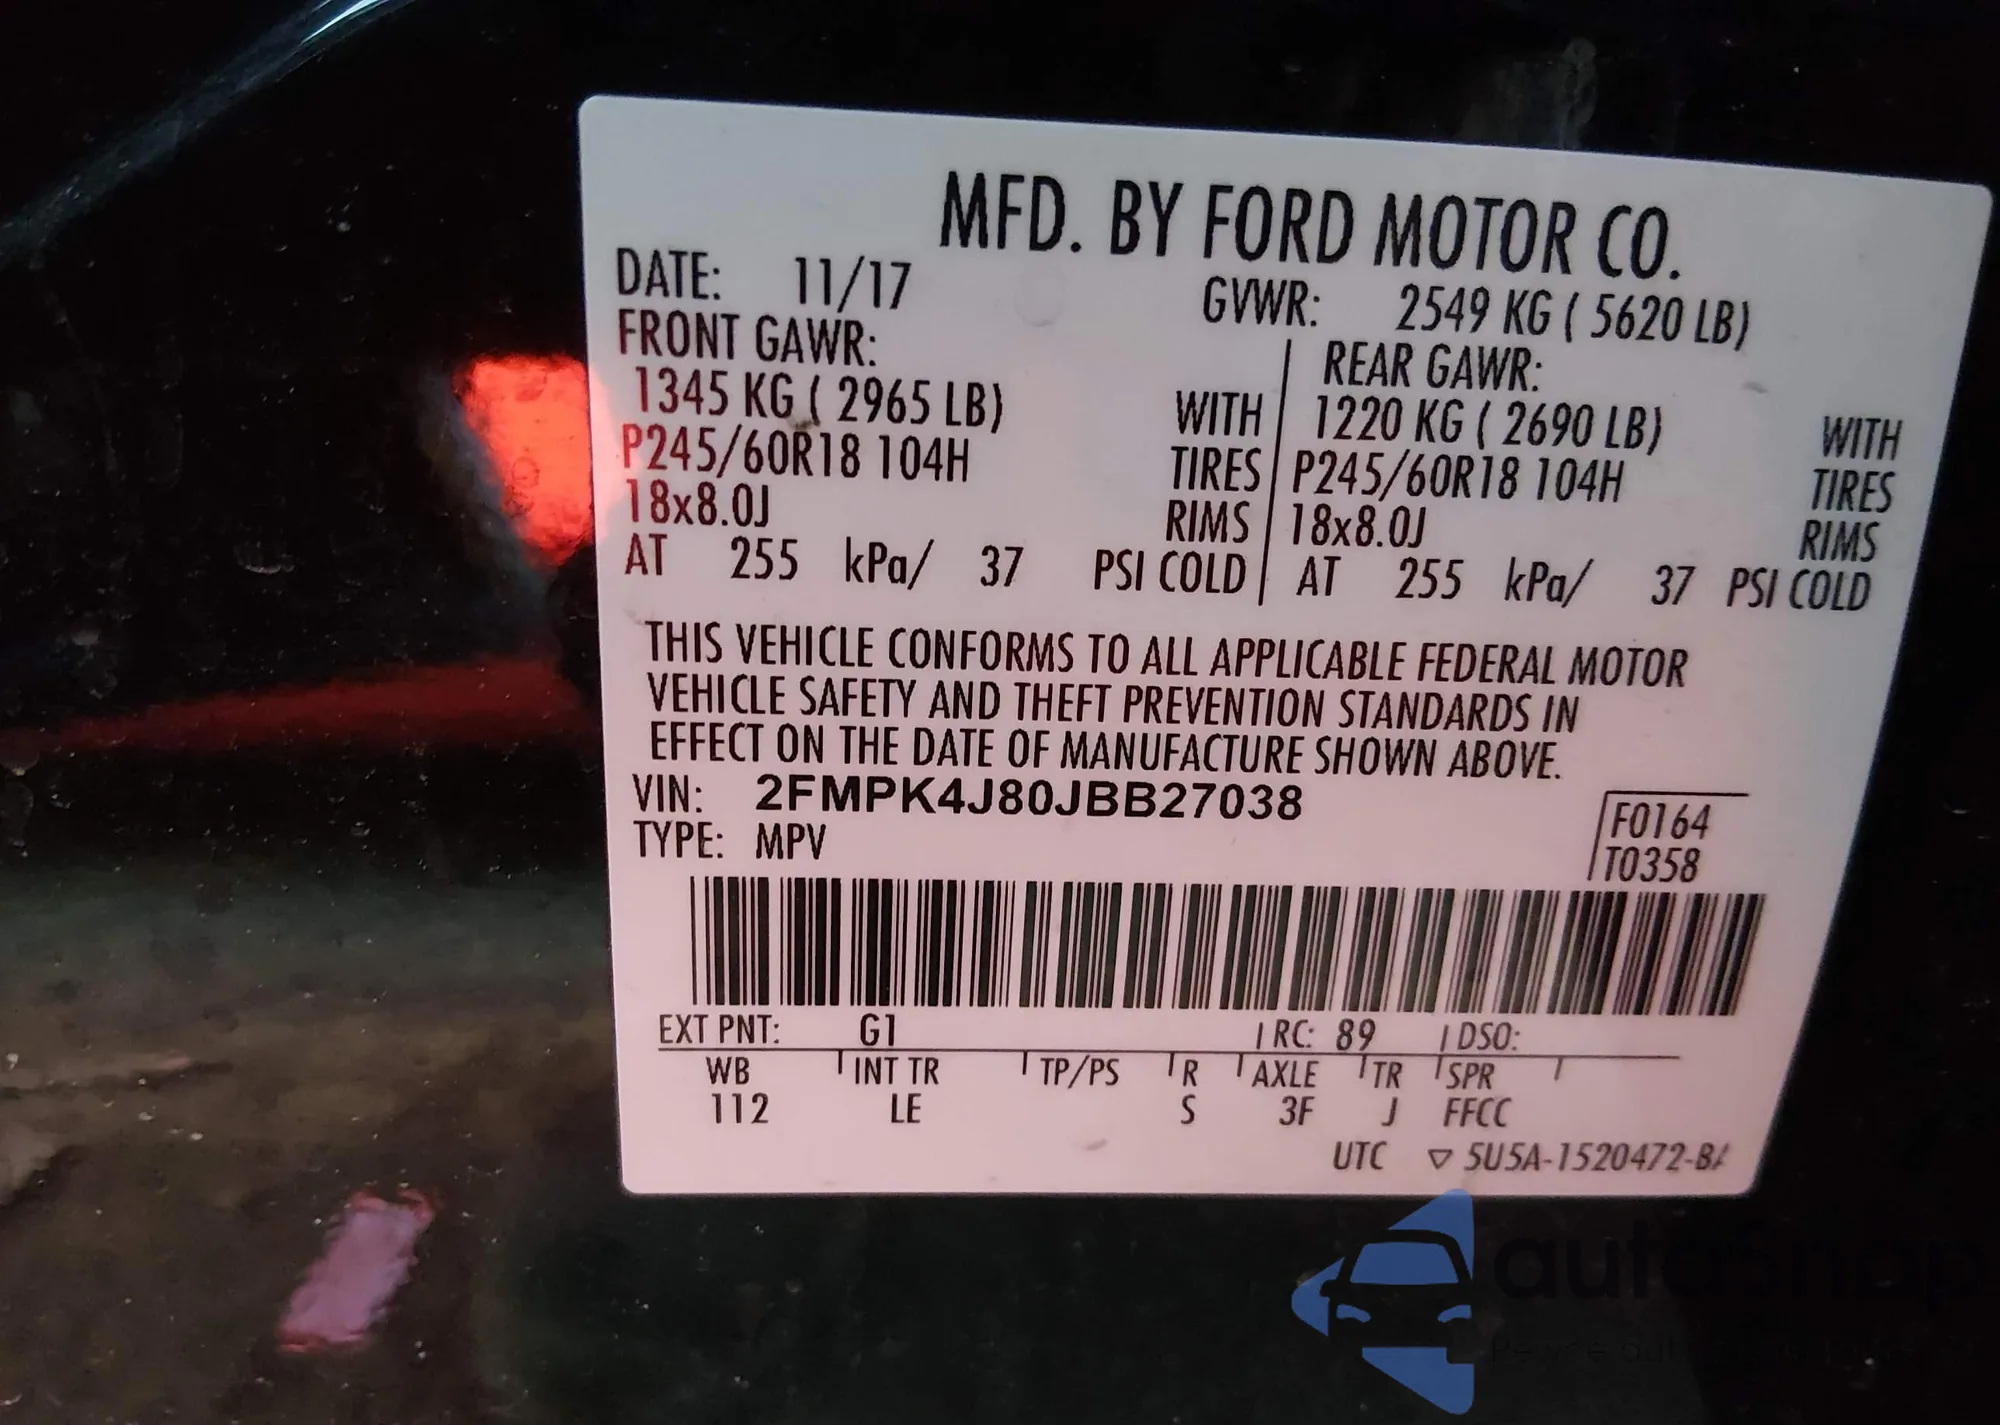 MFD. BY FORD MOTOR CO.
DATE: 11/17 GVWR: 2549 KG ( 5620 LB)
FRONT GAWR: REAR GAWR:
1345 KG ( 2965 LB) WITH 1220 KG ( 2690 LB) WITH
P245/60R18 104H TIRES P245/60R18 104H TIRES
18x8.0J RIMS 18x8.0J RIMS
AT 255 kPa/ 37 PSI COLD AT 255 kPa/ 37 PSI COLD
THIS VEHICLE CONFORMS TO ALL APPLICABLE FEDERAL MOTOR
VEHICLE SAFETY AND THEFT PREVENTION STANDARDS IN
EFFECT ON THE DATE OF MANUFACTURE SHOWN ABOVE.
VIN: 2FMPK4J80JBB27038
TYPE: MPV
F0164
T0358
EXT PNT: G1 RC: 89 DSO:
WB INT TR TP/PS R AXLE TR SPR
112 LE S 3F J FFCC
UTC ▽ 5U5A-1520472-BA